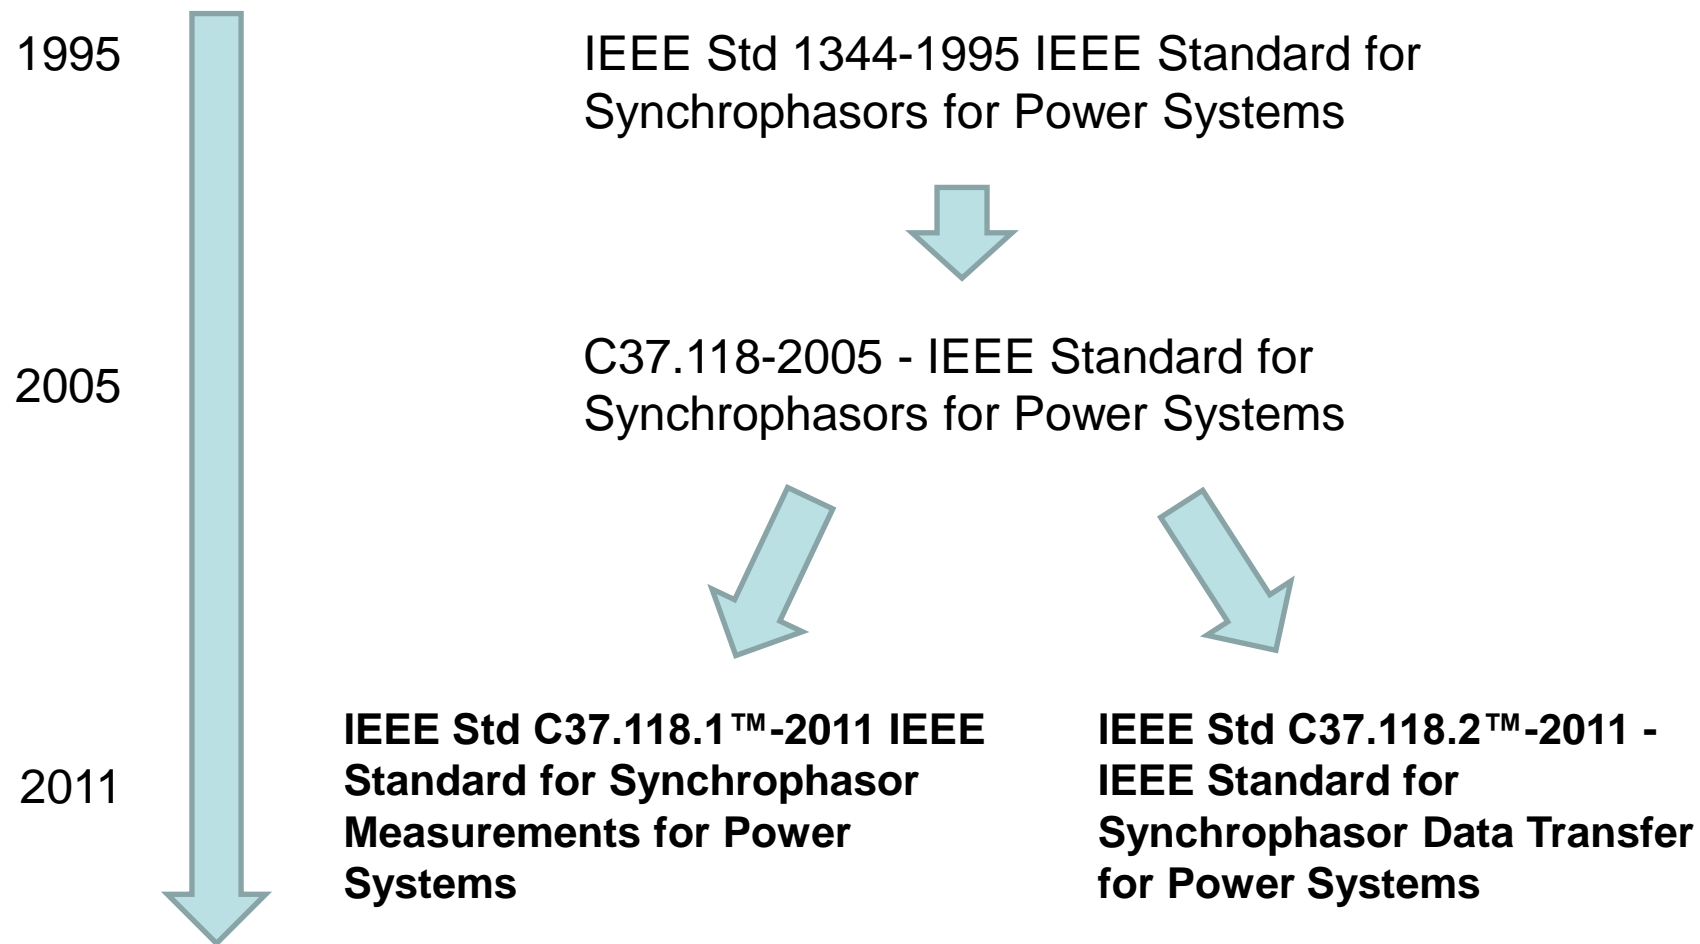 1995
IEEE Std 1344-1995 IEEE Standard for
Synchrophasors for Power Systems
2005
C37.118-2005 - IEEE Standard for
Synchrophasors for Power Systems
2011
IEEE Std C37.118.1™-2011 IEEE
Standard for Synchrophasor
Measurements for Power
Systems
IEEE Std C37.118.2™-2011 -
IEEE Standard for
Synchrophasor Data Transfer
for Power Systems